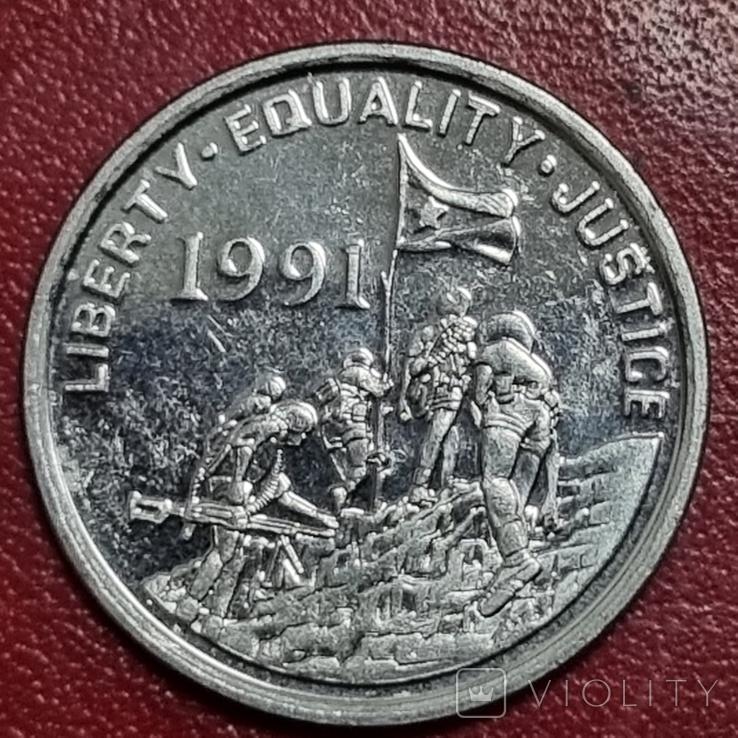 LIBERTY · EQUALITY · JUSTICE
1991
VIOLITY